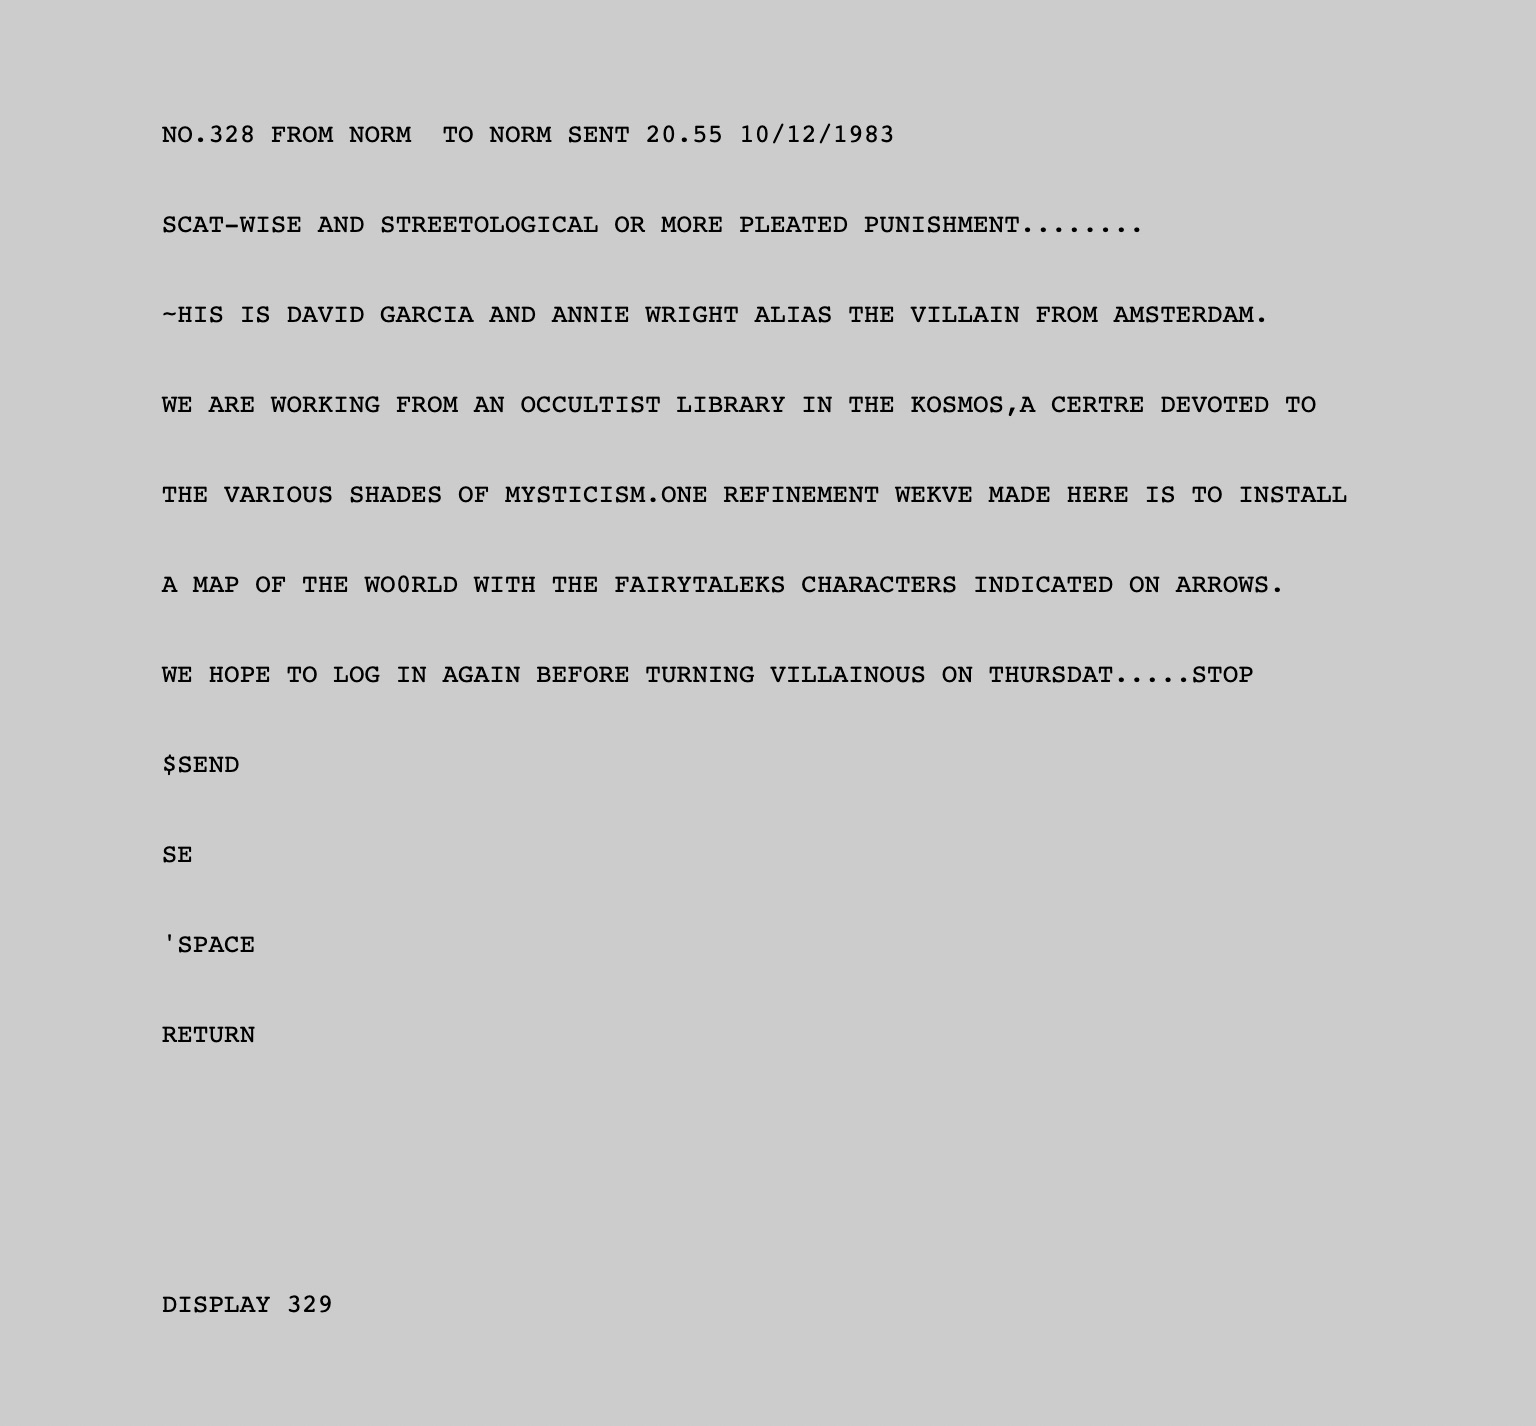 NO.328 FROM NORM  TO NORM SENT 20.55 10/12/1983
SCAT-WISE AND STREETOLOGICAL OR MORE PLEATED PUNISHMENT........
~HIS IS DAVID GARCIA AND ANNIE WRIGHT ALIAS THE VILLAIN FROM AMSTERDAM.
WE ARE WORKING FROM AN OCCULTIST LIBRARY IN THE KOSMOS,A CERTRE DEVOTED TO
THE VARIOUS SHADES OF MYSTICISM.ONE REFINEMENT WEKVE MADE HERE IS TO INSTALL
A MAP OF THE WO0RLD WITH THE FAIRYTALEKS CHARACTERS INDICATED ON ARROWS.
WE HOPE TO LOG IN AGAIN BEFORE TURNING VILLAINOUS ON THURSDAT.....STOP
$SEND
SE
'SPACE
RETURN
DISPLAY 329